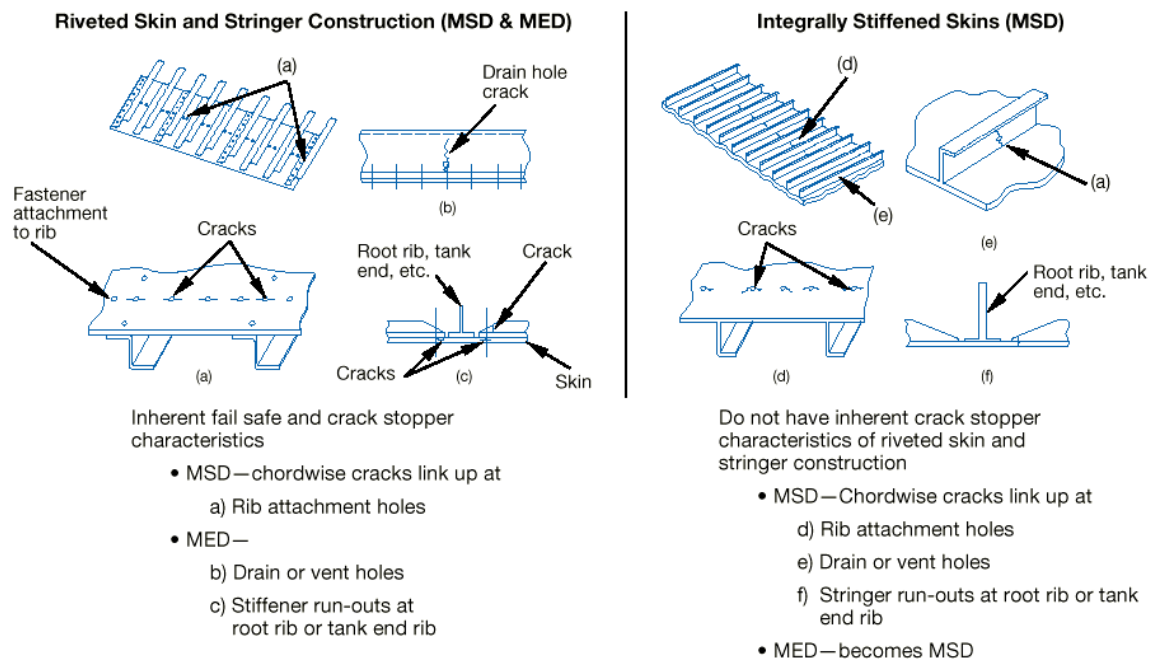 Riveted Skin and Stringer Construction (MSD & MED)
(a)
Drain hole
crack
(b)
Fastener
attachment
to rib
Cracks
(a)
Root rib, tank
end, etc.
Crack
Cracks
(c)
Skin
Inherent fail safe and crack stopper
characteristics
• MSD—chordwise cracks link up at
a) Rib attachment holes
• MED—
b) Drain or vent holes
c) Stiffener run-outs at
root rib or tank end rib
Integrally Stiffened Skins (MSD)
(d)
(e)
(a)
(e)
Cracks
(d)
Root rib, tank
end, etc.
(f)
Do not have inherent crack stopper
characteristics of riveted skin and
stringer construction
• MSD—Chordwise cracks link up at
d) Rib attachment holes
e) Drain or vent holes
f) Stringer run-outs at root rib or tank
end rib
• MED—becomes MSD